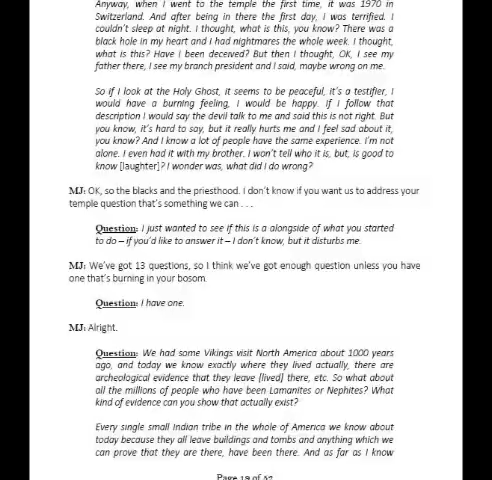 Anyway, when I went to the temple the first time, it was 1970 in
Switzerland. And after being in there the first day, I was terrified. I
couldn't sleep at night. I thought, what is this, you know? There was a
black hole in my heart and I had nightmares the whole week. I thought,
what is this? Have I been deceived? But then I thought, OK, I see my
father there, I see my branch president and I said, maybe wrong on me.
So if I look at the Holy Ghost, it seems to be peaceful, it's a testifier, I
would have a burning feeling, I would be happy. If I follow that
description I would say the devil talk to me and said this is not right. But
you know, it's hard to say, but it really hurts me and I feel sad about it,
you know? And I know a lot of people have the same experience. I'm not
alone. I even had it with my brother. I won't tell who it is, but, is good to
know [laughter]? I wonder was, what did I do wrong?
MJ: OK, so the blacks and the priesthood. I don't know if you want us to address your
temple question that's something we can . . .
Question: I just wanted to see if this is a alongside of what you started
to do – if you'd like to answer it – I don't know, but it disturbs me.
MJ: We've got 13 questions, so I think we've got enough question unless you have
one that's burning in your bosom.
Question: I have one.
MJ: Alright.
Question: We had some Vikings visit North America about 1000 years
ago, and today we know exactly where they lived actually, there are
archeological evidence that they leave [lived] there, etc. So what about
all the millions of people who have been Lamanites or Nephites? What
kind of evidence can you show that actually exist?
Every single small Indian tribe in the whole of America we know about
today because they all leave buildings and tombs and anything which we
can prove that they are there, have been there. And as far as I know
Page 19 of 57